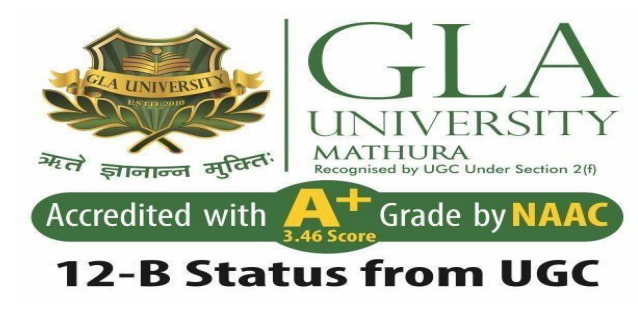 GLA UNIVERSITY
ESTD. 2010
ऋते ज्ञानान्न मुक्तिः
GLA
UNIVERSITY
MATHURA
Recognised by UGC Under Section 2(f)
Accredited with A+ Grade by NAAC
3.46 Score
12-B Status from UGC